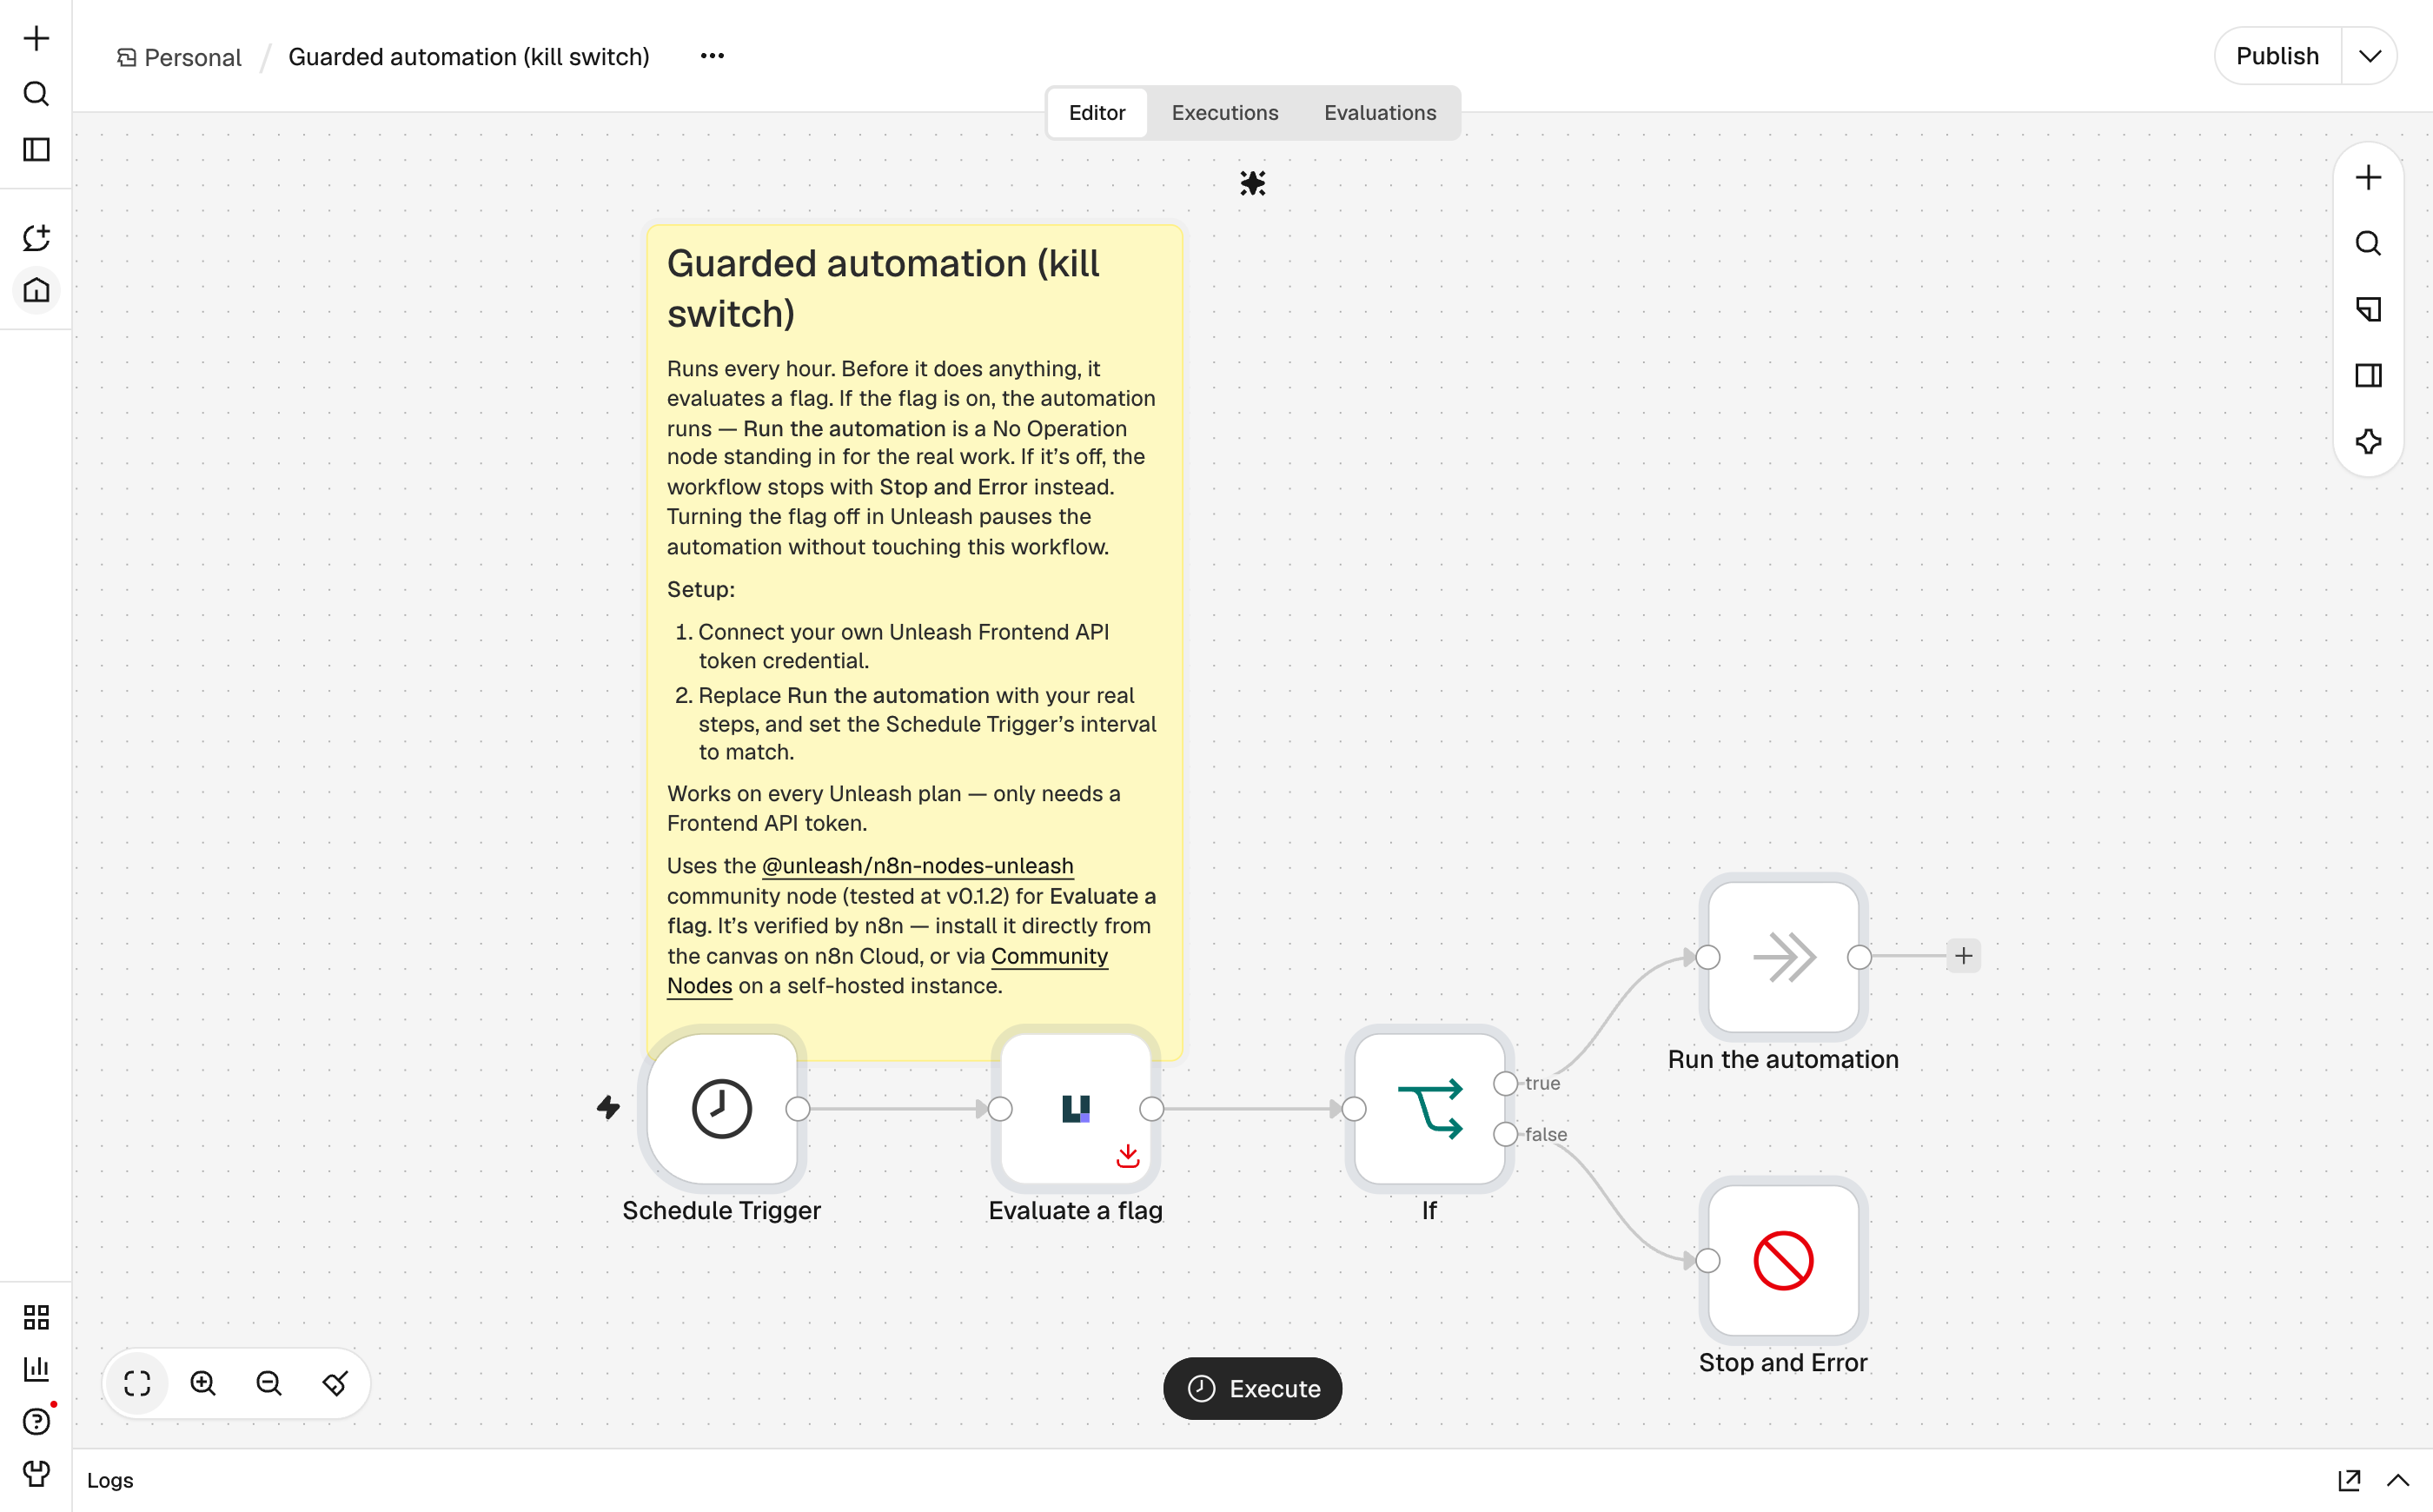 Personal / Guarded automation (kill switch) •••
Publish
Editor Executions Evaluations
Guarded automation (kill
switch)
Runs every hour. Before it does anything, it
evaluates a flag. If the flag is on, the automation
runs — Run the automation is a No Operation
node standing in for the real work. If it’s off, the
workflow stops with Stop and Error instead.
Turning the flag off in Unleash pauses the
automation without touching this workflow.
Setup:
1. Connect your own Unleash Frontend API
token credential.
2. Replace Run the automation with your real
steps, and set the Schedule Trigger’s interval
to match.
Works on every Unleash plan — only needs a
Frontend API token.
Uses the @unleash/n8n-nodes-unleash
community node (tested at v0.1.2) for Evaluate a
flag. It’s verified by n8n — install it directly from
the canvas on n8n Cloud, or via Community
Nodes on a self-hosted instance.
Run the automation
true
false
Schedule Trigger
Evaluate a flag
If
Stop and Error
Execute
Logs